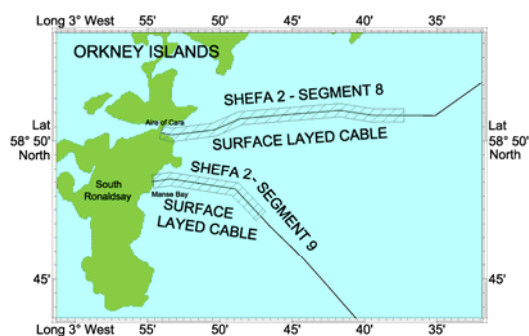 Long 3° West 55' 50' 45' 40' 35'
ORKNEY ISLANDS
SHEFA 2 - SEGMENT 8
Airs of Cara
Lat
58° 50'
North
SURFACE LAYED CABLE
SHEFA 2 - SEGMENT 9
South
Ronaldsay
Manse Bay
SURFACE
LAYED CABLE
Lat
58° 50
North
45'
45'
Long 3° West 55' 50' 45' 40' 35'